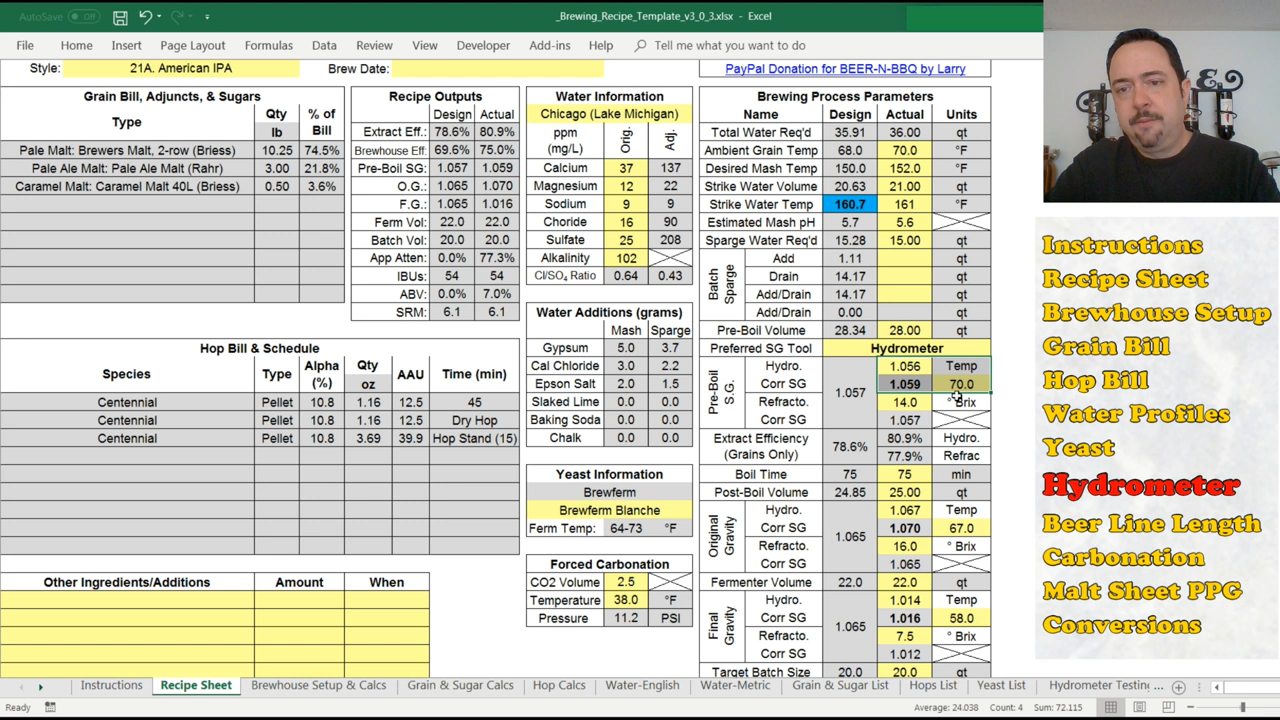 AutoSave Off
_Brewing_Recipe_Template_v3_0_3.xlsx - Excel
File Home Insert Page Layout Formulas Data Review View Developer Add-ins Help Tell me what you want to do
Style: 21A. American IPA Brew Date:
PayPal Donation for BEER-N-BBQ by Larry
Grain Bill, Adjuncts, & Sugars
Type Qty % of
lb Bill
Pale Malt: Brewers Malt, 2-row (Briess) 10.25 74.5%
Pale Ale Malt: Pale Ale Malt (Rahr) 3.00 21.8%
Caramel Malt: Caramel Malt 40L (Briess) 0.50 3.6%
Recipe Outputs
Design Actual
Extract Eff.: 78.6% 80.9%
Brewhouse Eff: 69.6% 75.0%
Pre-Boil SG: 1.057 1.059
O.G.: 1.065 1.070
F.G.: 1.065 1.016
Ferm Vol: 22.0 22.0
Batch Vol: 20.0 20.0
App Atten: 0.0% 77.3%
IBUs: 54 54
ABV: 0.0% 7.0%
SRM: 6.1 6.1
Hop Bill & Schedule
Species Type Alpha (%) Qty oz AAU Time (min)
Centennial Pellet 10.8 1.16 12.5 45
Centennial Pellet 10.8 1.16 12.5 Dry Hop
Centennial Pellet 10.8 3.69 39.9 Hop Stand (15)
Other Ingredients/Additions Amount When
Water Information
Chicago (Lake Michigan)
ppm (mg/L) Orig. Adj.
Calcium 37 137
Magnesium 12 22
Sodium 9 9
Choride 16 90
Sulfate 25 208
Alkalinity 102
Cl/SO4 Ratio 0.64 0.43
Water Additions (grams)
Mash Sparge
Gypsum 5.0 3.7
Cal Chloride 3.0 2.2
Epson Salt 2.0 1.5
Slaked Lime 0.0 0.0
Baking Soda 0.0 0.0
Chalk 0.0 0.0
Yeast Information
Brewferm
Brewferm Blanche
Ferm Temp: 64-73 °F
Forced Carbonation
CO2 Volume 2.5
Temperature 38.0 °F
Pressure 11.2 PSI
Brewing Process Parameters
Name Design Actual Units
Total Water Req'd 35.91 36.00 qt
Ambient Grain Temp 68.0 70.0 °F
Desired Mash Temp 150.0 152.0 °F
Strike Water Volume 20.63 21.00 qt
Strike Water Temp 160.7 161 °F
Estimated Mash pH 5.7 5.6
Sparge Water Req'd 15.28 15.00 qt
Batch Sparge
Add 1.11 qt
Drain 14.17 qt
Add/Drain 14.17 qt
Add/Drain 0.00 qt
Pre-Boil Volume 28.34 28.00 qt
Preferred SG Tool Hydrometer
Pre-Boil S.G. 1.057
Hydro. 1.056 Temp
Corr SG 1.059 70.0
Refracto. 14.0 ° Brix
Corr SG 1.057
Extract Efficiency (Grains Only) 78.6% 80.9% Hydro.
77.9% Refrac
Boil Time 75 75 min
Post-Boil Volume 24.85 25.00 qt
Original Gravity 1.065
Hydro. 1.067 Temp
Corr SG 1.070 67.0
Refracto. 16.0 ° Brix
Corr SG 1.065
Fermenter Volume 22.0 22.0 qt
Final Gravity 1.065
Hydro. 1.014 Temp
Corr SG 1.016 58.0
Refracto. 7.5 ° Brix
Corr SG 1.012
Target Batch Size 20.0 20.0 qt
Instructions
Recipe Sheet
Brewhouse Setup
Grain Bill
Hop Bill
Water Profiles
Yeast
Hydrometer
Beer Line Length
Carbonation
Malt Sheet PPG
Conversions
Instructions Recipe Sheet Brewhouse Setup & Calcs Grain & Sugar Calcs Hop Calcs Water-English Water-Metric Grain & Sugar List Hops List Yeast List Hydrometer Testing ...
Ready Average: 24.038 Count: 4 Sum: 72.115